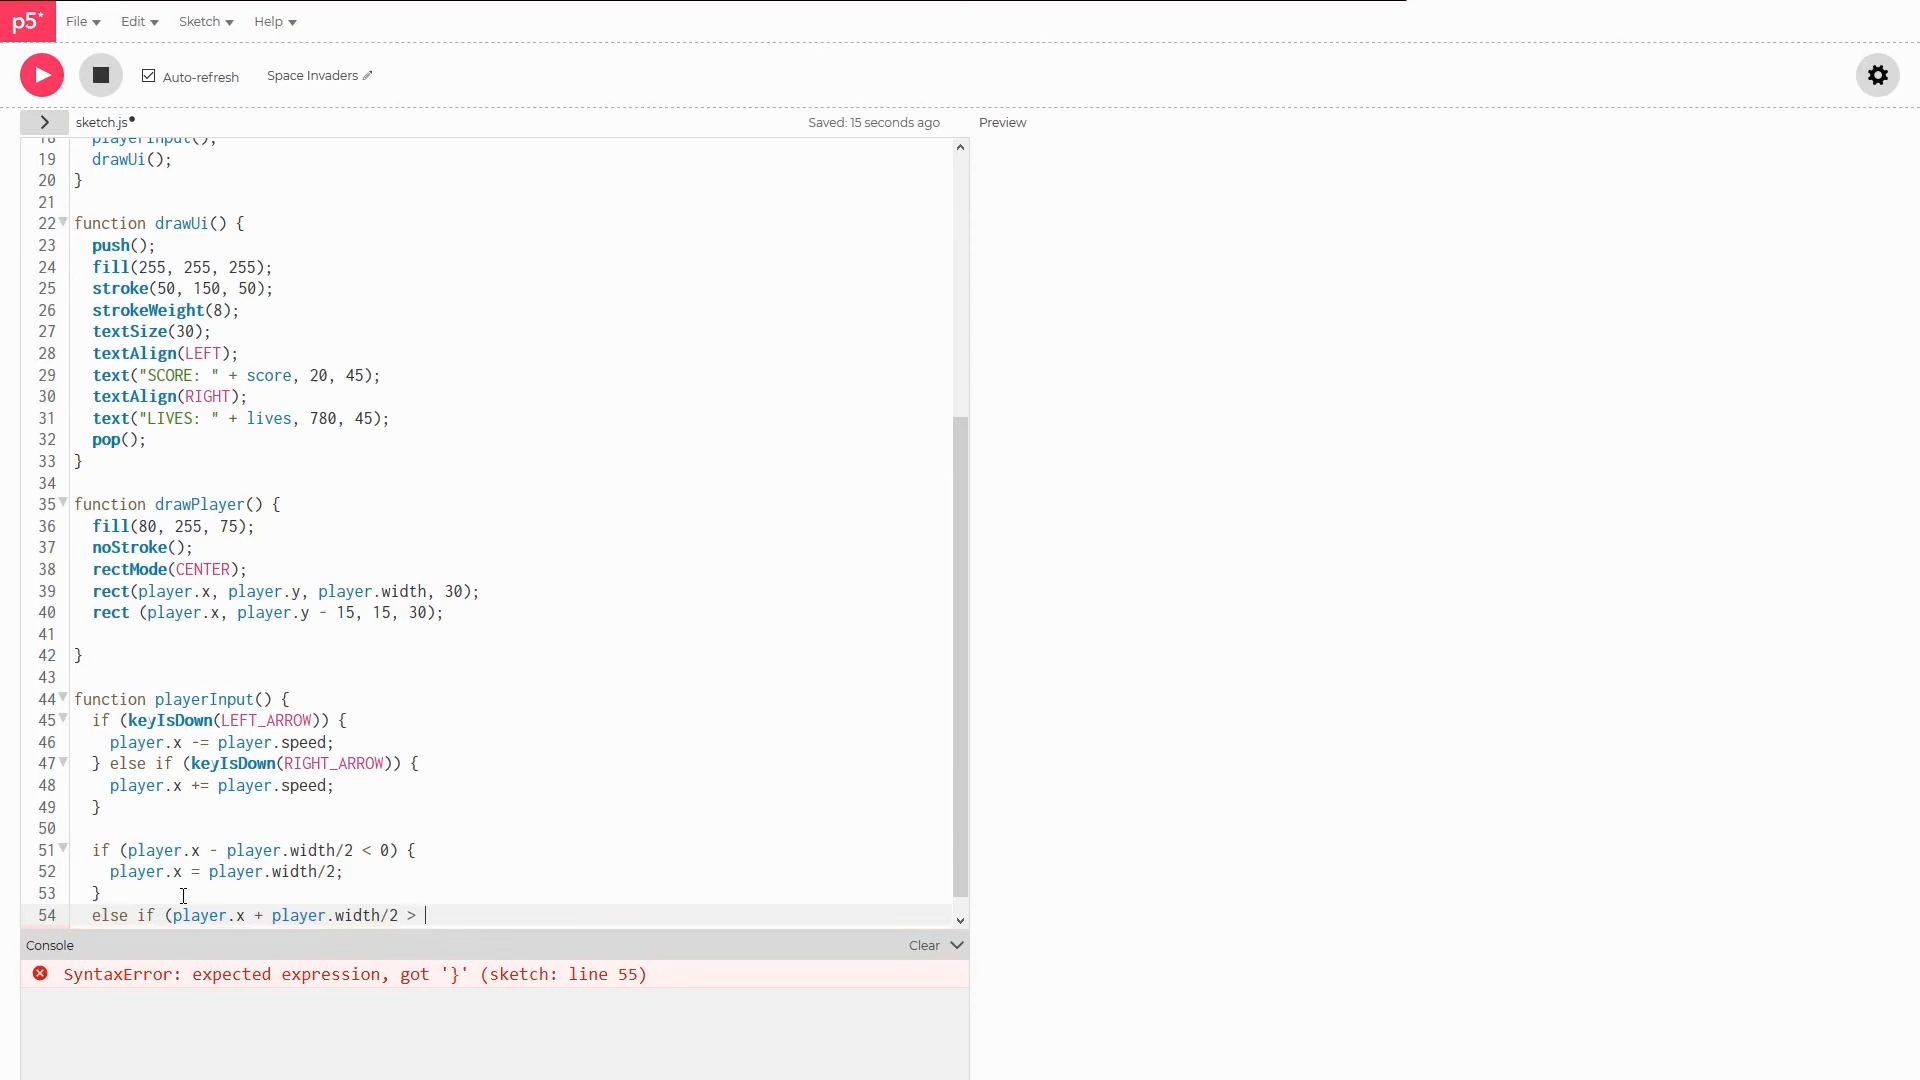 p5* File Edit Sketch Help
Auto-refresh Space Invaders
sketch.js• Saved: 15 seconds ago Preview
18 playerInput();
19 drawUi();
20 }
21
22 function drawUi() {
23 push();
24 fill(255, 255, 255);
25 stroke(50, 150, 50);
26 strokeWeight(8);
27 textSize(30);
28 textAlign(LEFT);
29 text("SCORE: " + score, 20, 45);
30 textAlign(RIGHT);
31 text("LIVES: " + lives, 780, 45);
32 pop();
33 }
34
35 function drawPlayer() {
36 fill(80, 255, 75);
37 noStroke();
38 rectMode(CENTER);
39 rect(player.x, player.y, player.width, 30);
40 rect (player.x, player.y - 15, 15, 30);
41
42 }
43
44 function playerInput() {
45 if (keyIsDown(LEFT_ARROW)) {
46 player.x -= player.speed;
47 } else if (keyIsDown(RIGHT_ARROW)) {
48 player.x += player.speed;
49 }
50
51 if (player.x - player.width/2 < 0) {
52 player.x = player.width/2;
53 }
54 else if (player.x + player.width/2 >
Console Clear
SyntaxError: expected expression, got '}' (sketch: line 55)